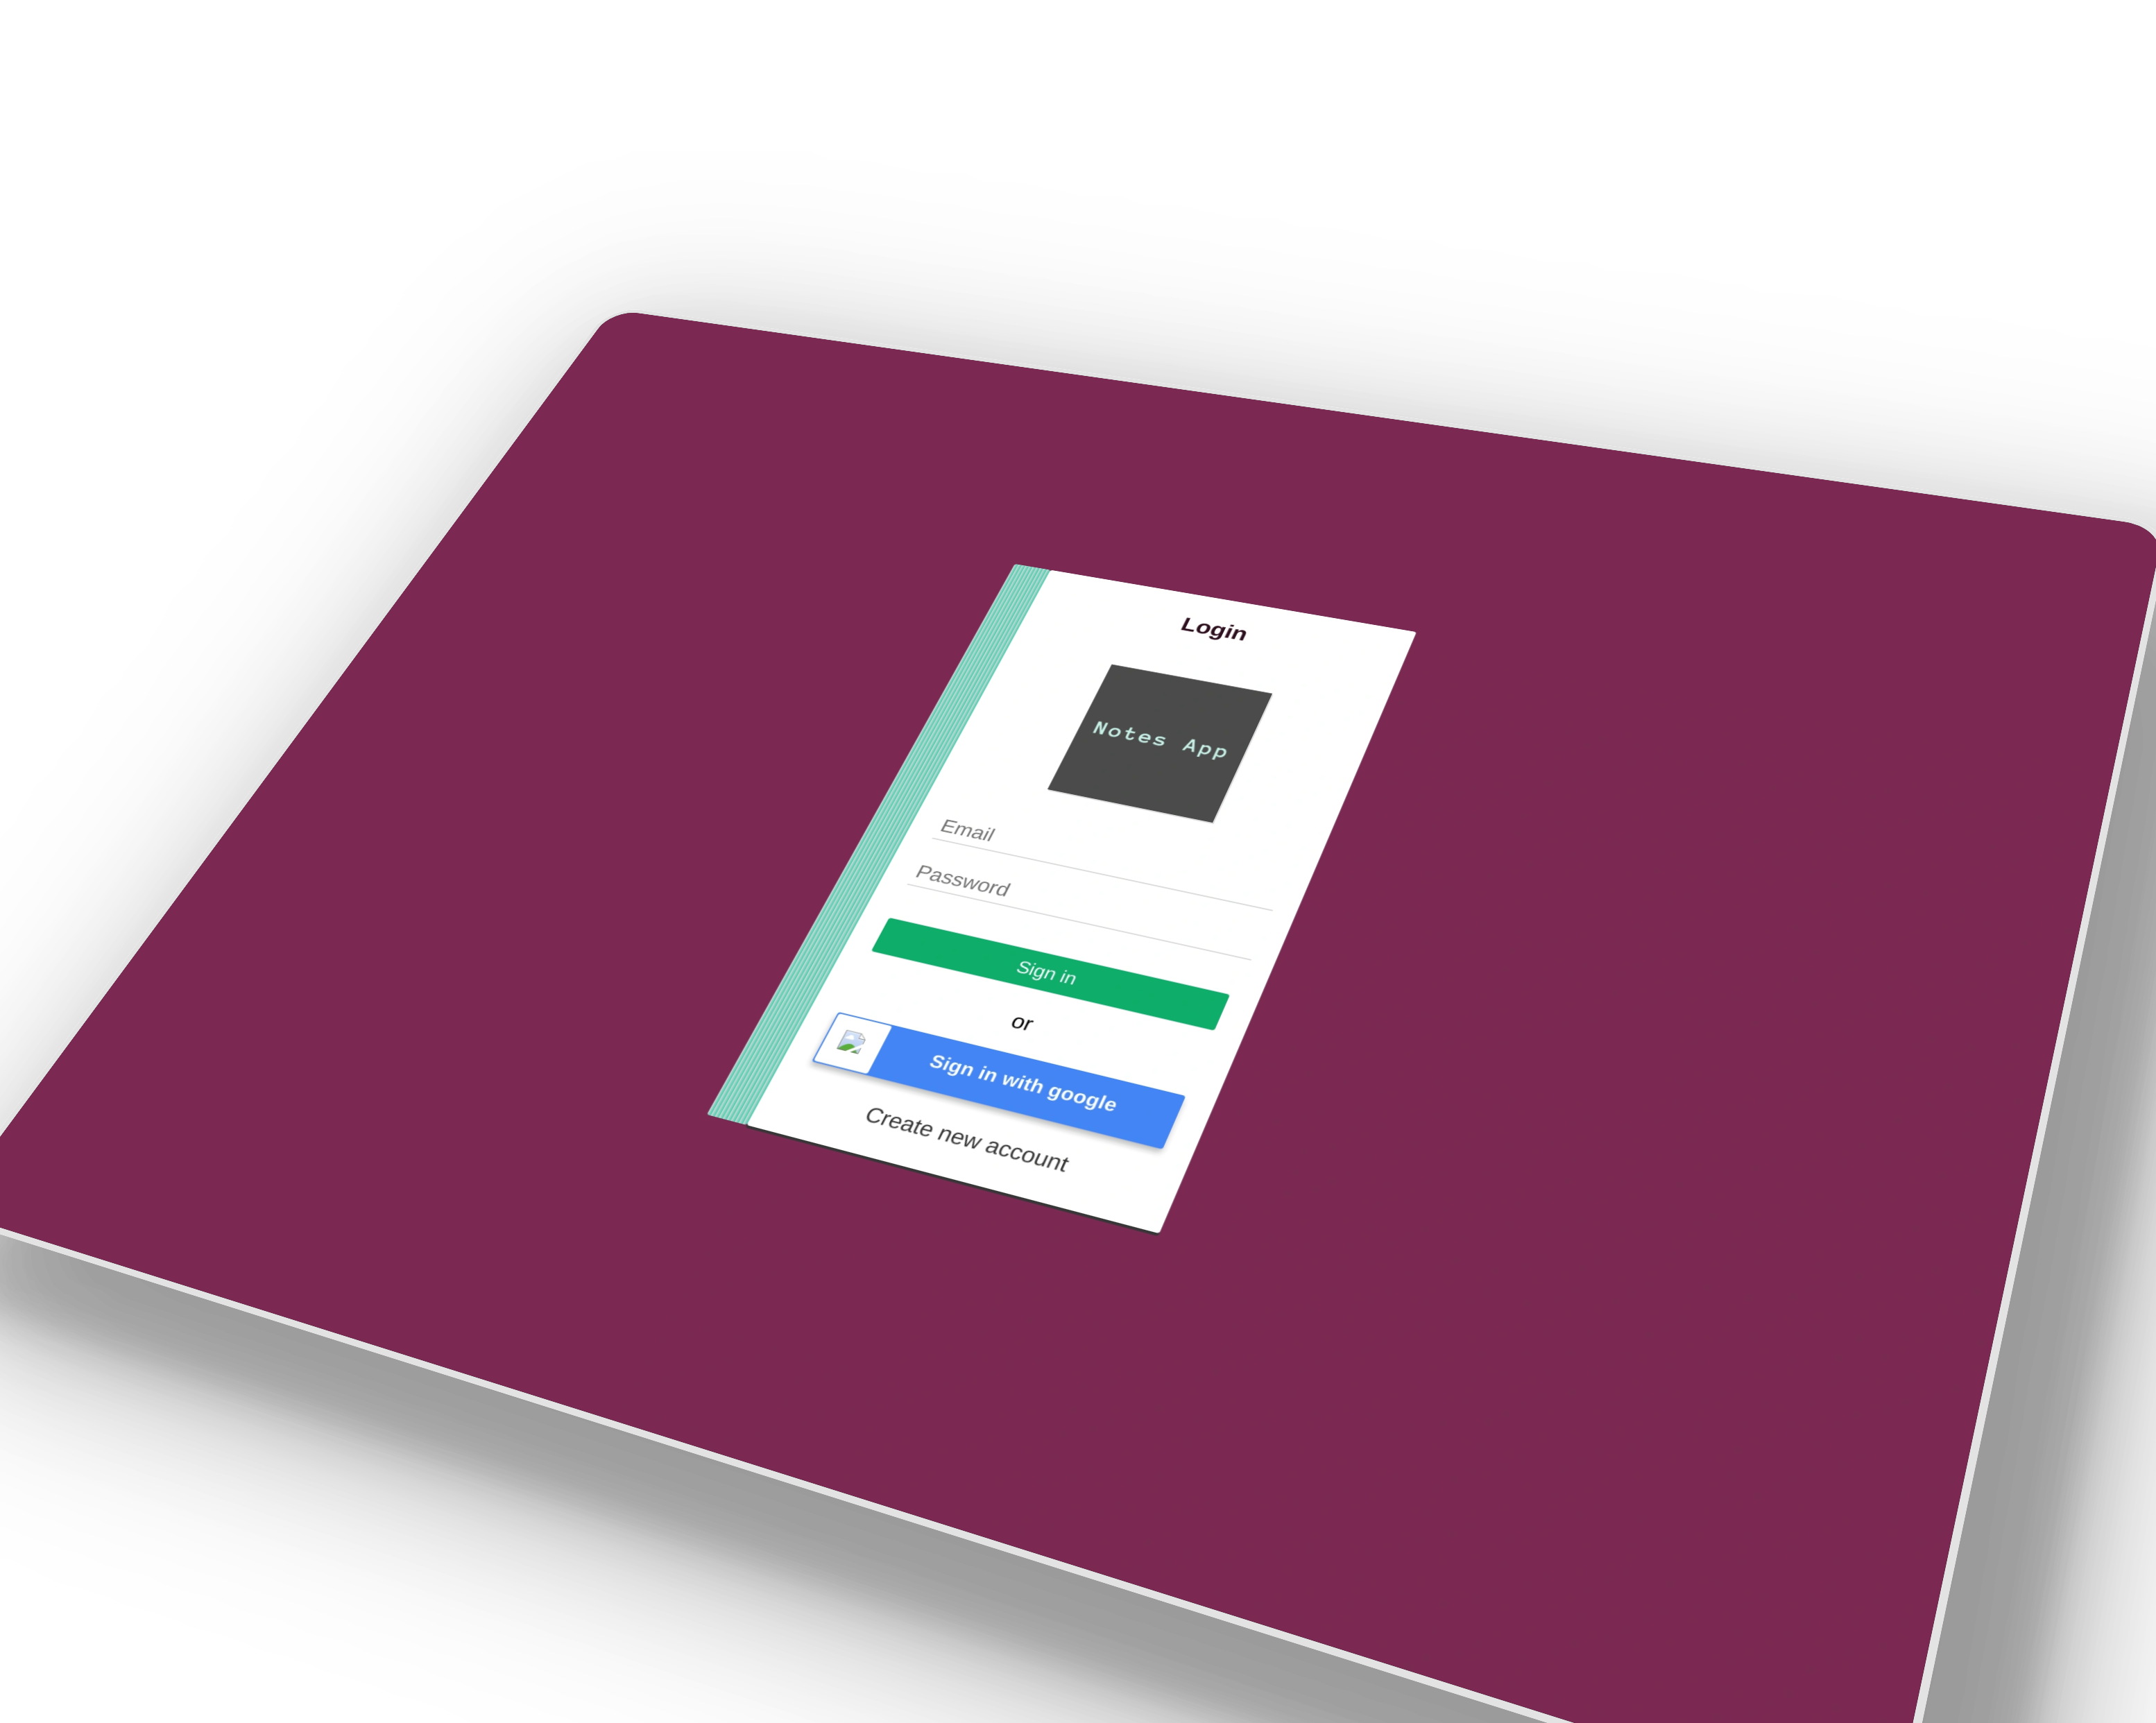 Login
Notes App
Email
Password
Sign in
or
Sign in with google
Create new account